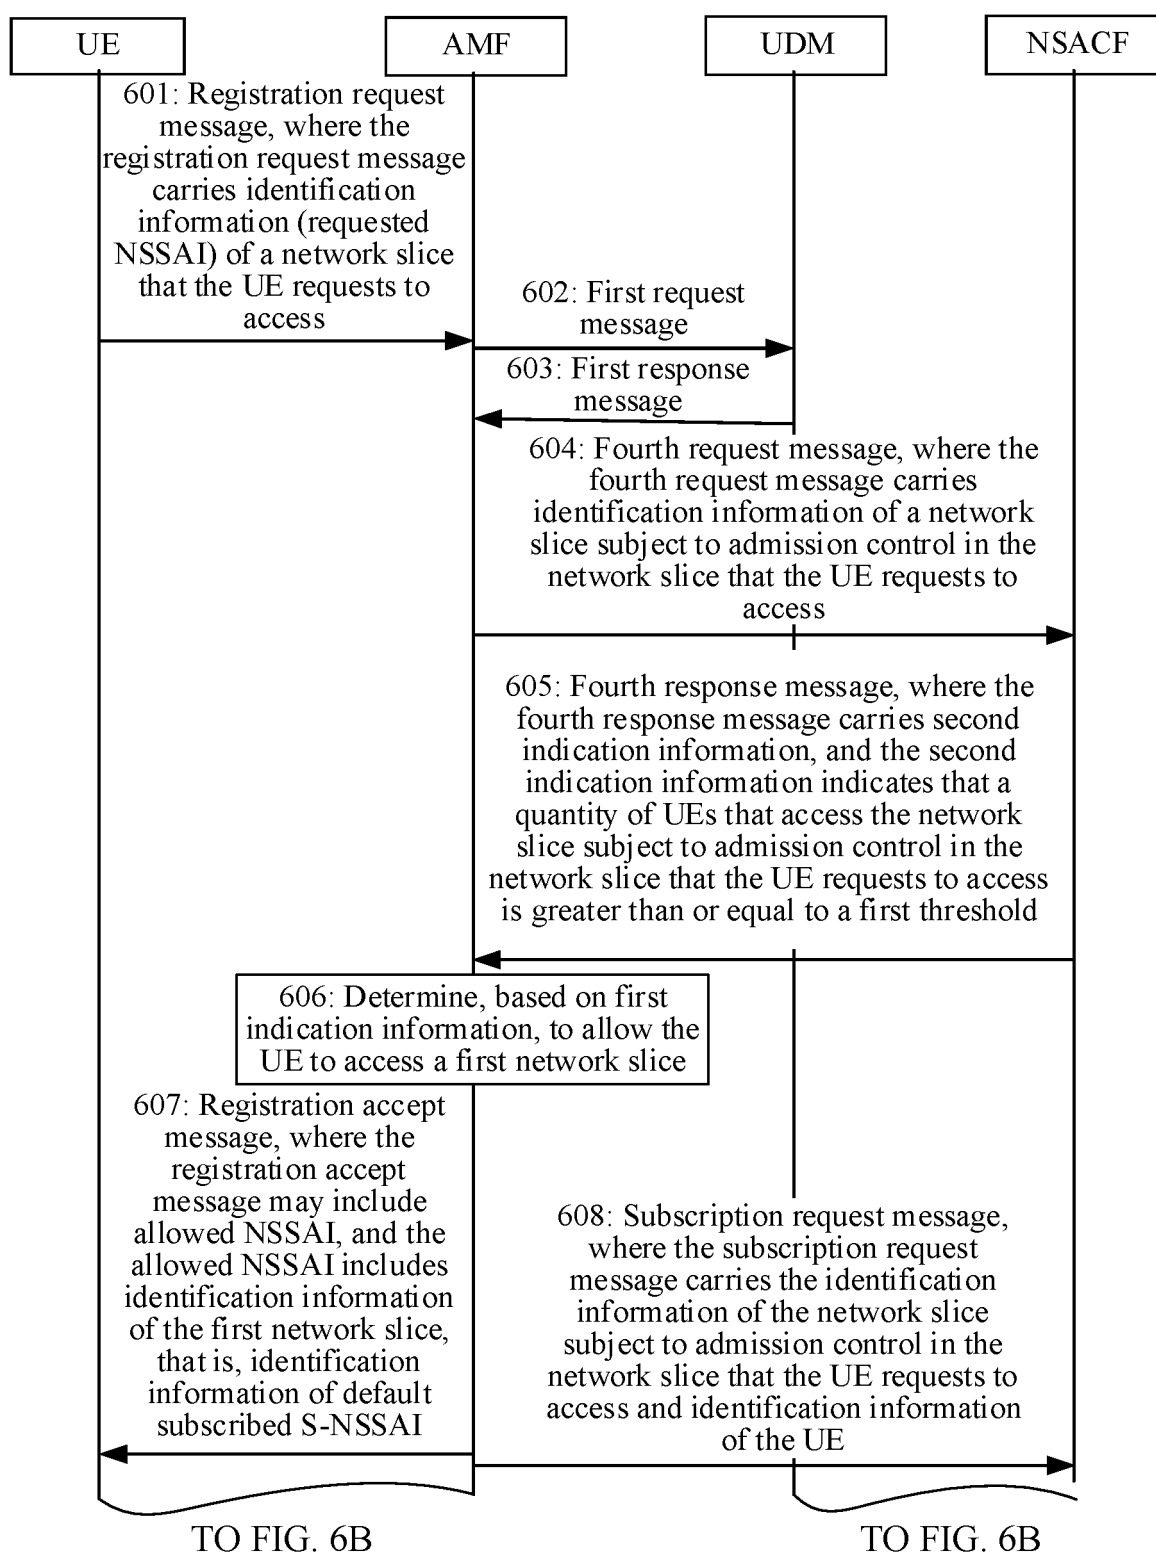 UE
AMF
UDM
NSACF
601: Registration request
message, where the
registration request message
carries identification
information (requested
NSSAI) of a network slice
that the UE requests to
access
602: First request
message
603: First response
message
604: Fourth request message, where the
fourth request message carries
identification information of a network
slice subject to admission control in the
network slice that the UE requests to
access
605: Fourth response message, where the
fourth response message carries second
indication information, and the second
indication information indicates that a
quantity of UEs that access the network
slice subject to admission control in the
network slice that the UE requests to access
is greater than or equal to a first threshold
606: Determine, based on first
indication information, to allow the
UE to access a first network slice
607: Registration accept
message, where the
registration accept
message may include
allowed NSSAI, and the
allowed NSSAI includes
identification information
of the first network slice,
that is, identification
information of default
subscribed S-NSSAI
608: Subscription request message,
where the subscription request
message carries the identification
information of the network slice
subject to admission control in the
network slice that the UE requests to
access and identification information
of the UE
TO FIG. 6B
TO FIG. 6B